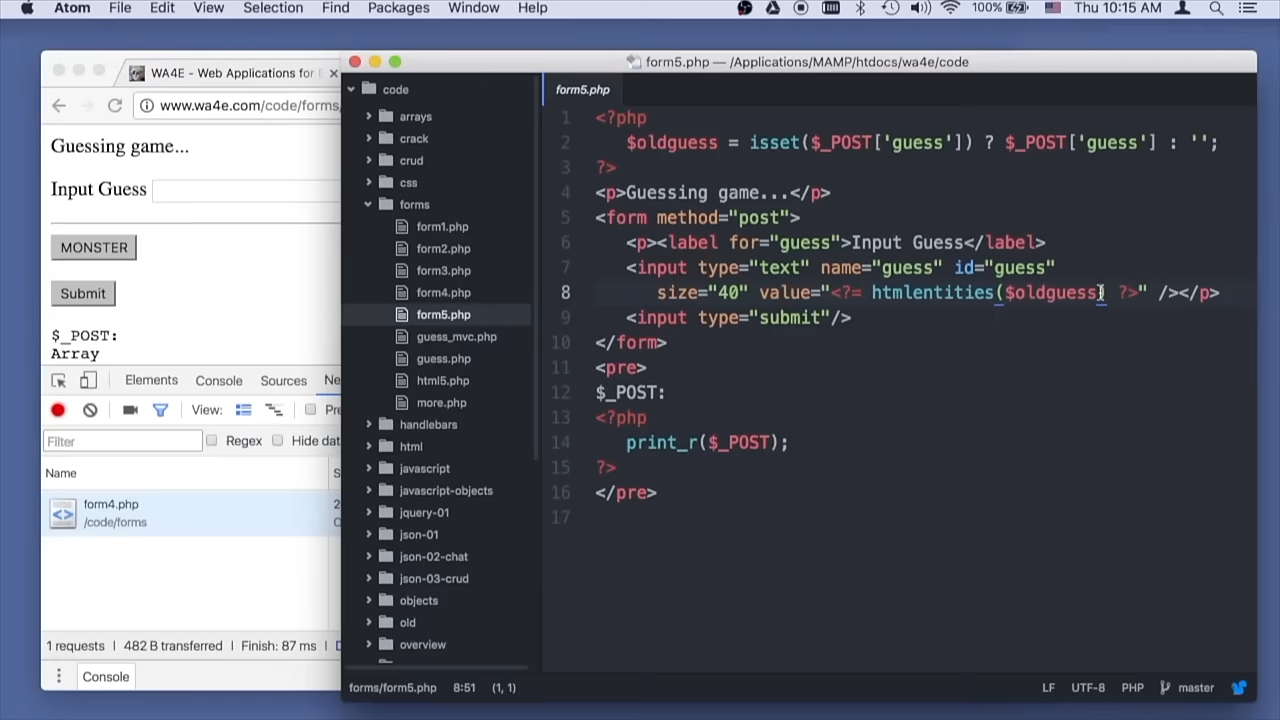 Atom File Edit View Selection Find Packages Window Help 100% Thu 10:15 AM
WA4E - Web Applications for
www.wa4e.com/code/forms
Guessing game...
Input Guess
MONSTER
Submit
$_POST:
Array
Elements Console Sources Ne
View: Pre
Filter Regex Hide dat
Name S
form4.php 2
/code/forms 0
1 requests | 482 B transferred | Finish: 87 ms | D
Console
form5.php — /Applications/MAMP/htdocs/wa4e/code
code
arrays
crack
crud
css
forms
form1.php
form2.php
form3.php
form4.php
form5.php
guess_mvc.php
guess.php
html5.php
more.php
handlebars
html
javascript
javascript-objects
jquery-01
json-01
json-02-chat
json-03-crud
objects
old
overview
form5.php
1 <?php
2 $oldguess = isset($_POST['guess']) ? $_POST['guess'] : '';
3 ?>
4 <p>Guessing game...</p>
5 <form method="post">
6 <p><label for="guess">Input Guess</label>
7 <input type="text" name="guess" id="guess"
8 size="40" value="<?= htmlentities($oldguess) ?>" /></p>
9 <input type="submit"/>
10 </form>
11 <pre>
12 $_POST:
13 <?php
14 print_r($_POST);
15 ?>
16 </pre>
17
forms/form5.php 8:51 (1, 1) LF UTF-8 PHP master